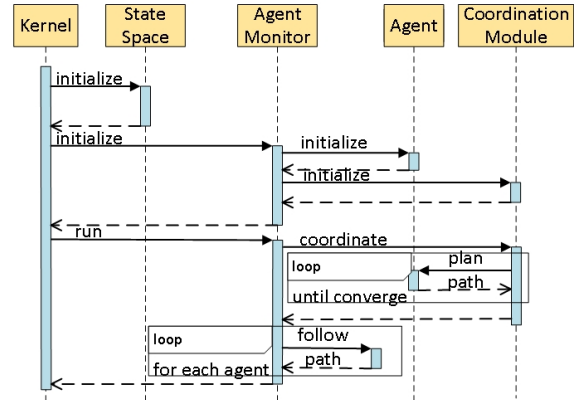 Kernel
State
Space
Agent
Monitor
Agent
Coordination
Module
initialize
initialize
initialize
initialize
run
coordinate
loop
plan
path
until converge
loop
follow
path
for each agent